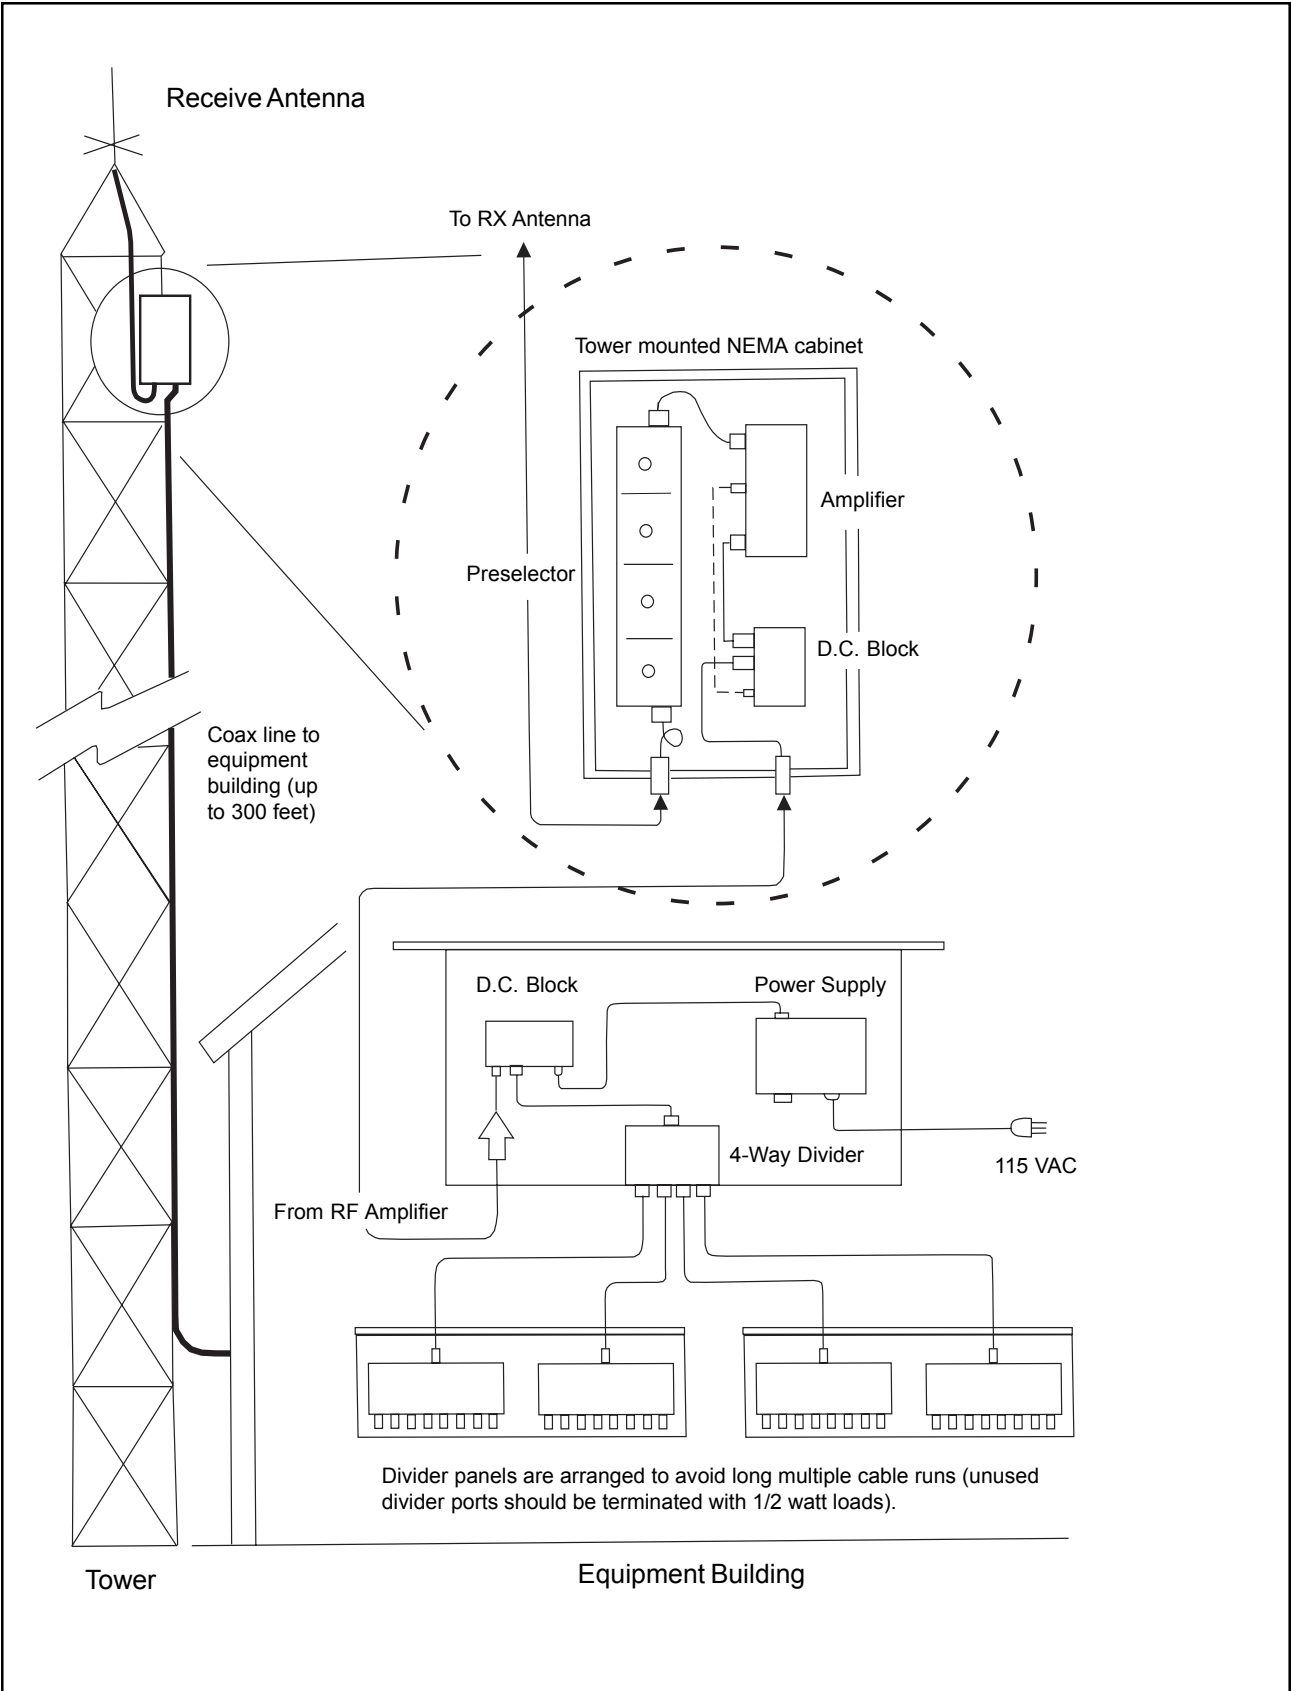 Receive Antenna
To RX Antenna
Tower mounted NEMA cabinet
Amplifier
Preselector
D.C. Block
Coax line to
equipment
building (up
to 300 feet)
D.C. Block
Power Supply
4-Way Divider
115 VAC
From RF Amplifier
Divider panels are arranged to avoid long multiple cable runs (unused
divider ports should be terminated with 1/2 watt loads).
Tower
Equipment Building